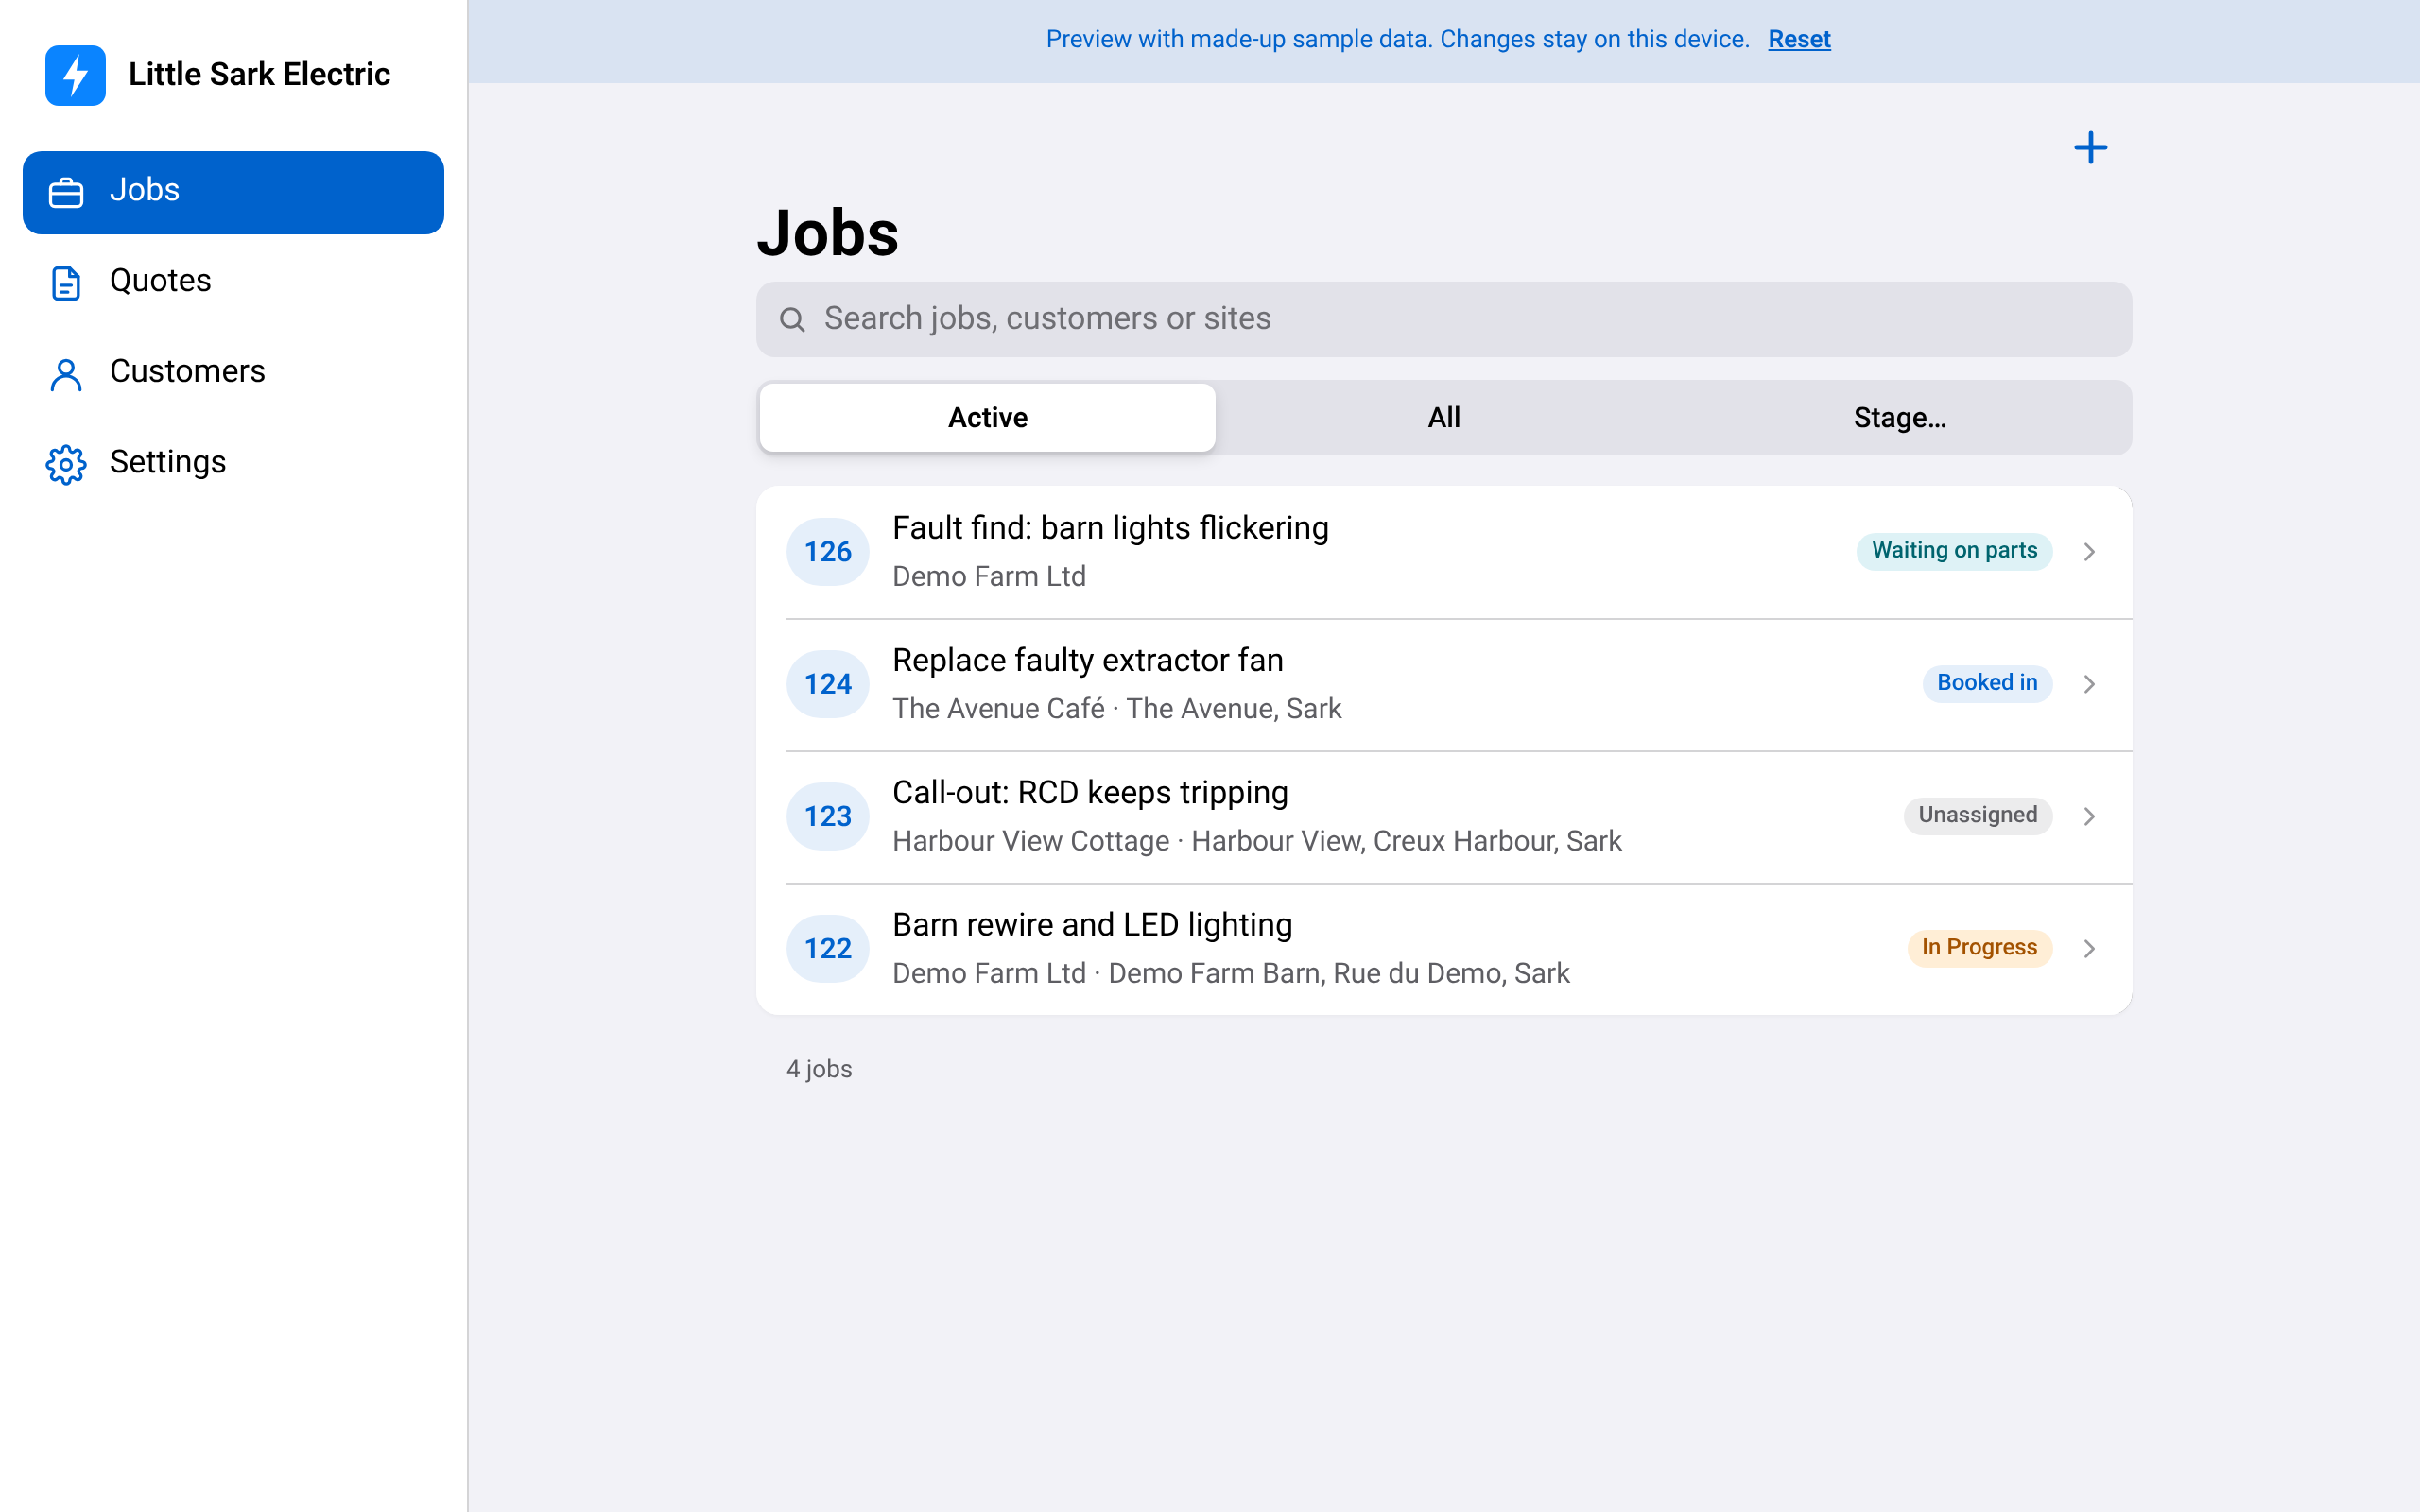 Little Sark Electric
Jobs
Quotes
Customers
Settings
Preview with made-up sample data. Changes stay on this device. Reset
Jobs
Search jobs, customers or sites
Active All Stage...
126 Fault find: barn lights flickering Waiting on parts
Demo Farm Ltd
124 Replace faulty extractor fan Booked in
The Avenue Café · The Avenue, Sark
123 Call-out: RCD keeps tripping Unassigned
Harbour View Cottage · Harbour View, Creux Harbour, Sark
122 Barn rewire and LED lighting In Progress
Demo Farm Ltd · Demo Farm Barn, Rue du Demo, Sark
4 jobs